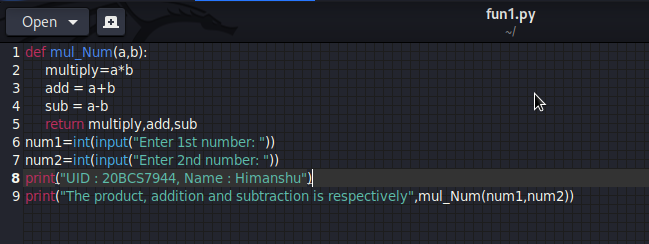 Open
fun1.py
~/
1 def mul_Num(a,b):
2     multiply=a*b
3     add = a+b
4     sub = a-b
5     return multiply,add,sub
6 num1=int(input("Enter 1st number: "))
7 num2=int(input("Enter 2nd number: "))
8 print("UID : 20BCS7944, Name : Himanshu")
9 print("The product, addition and subtraction is respectively",mul_Num(num1,num2))